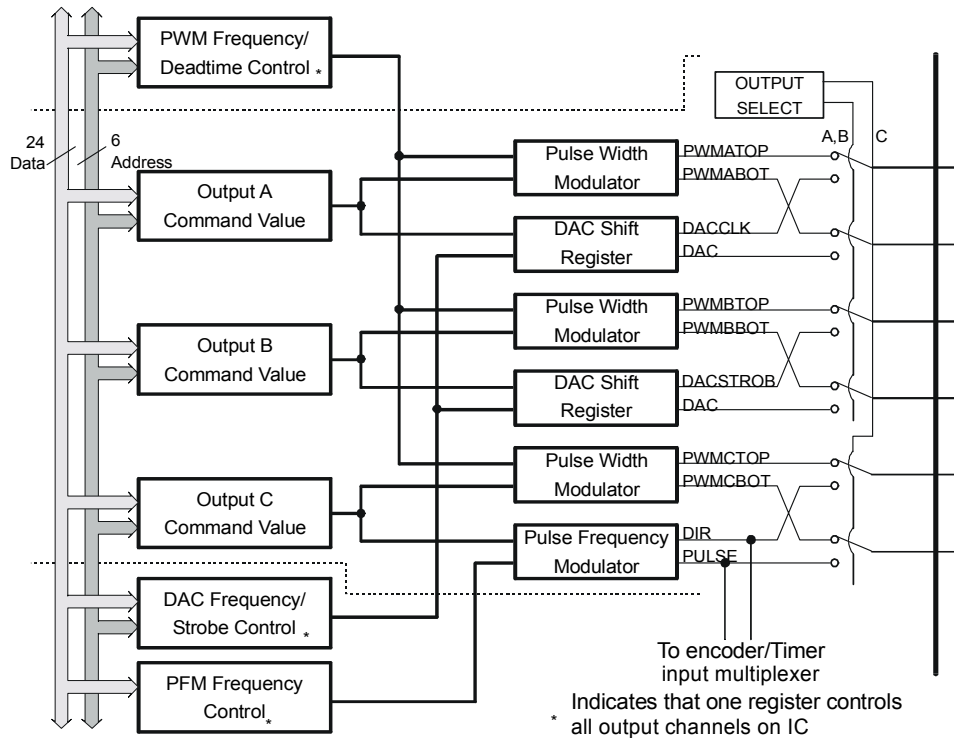 PWM Frequency/
Deadtime Control *
OUTPUT
SELECT
24
Data
6
Address
A,B
C
Output A
Command Value
Pulse Width
Modulator
PWMATOP
PWMABOT
DAC Shift
Register
DACCLK
DAC
Output B
Command Value
Pulse Width
Modulator
PWMBTOP
PWMBBOT
DAC Shift
Register
DACSTROB
DAC
Output C
Command Value
Pulse Width
Modulator
PWMCTOP
PWMCBOT
Pulse Frequency
Modulator
DIR
PULSE
DAC Frequency/
Strobe Control *
PFM Frequency
Control *
To encoder/Timer
input multiplexer
Indicates that one register controls
* all output channels on IC